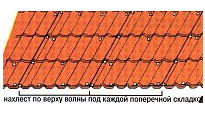 нахлест по верху волны под каждой поперечной складкой